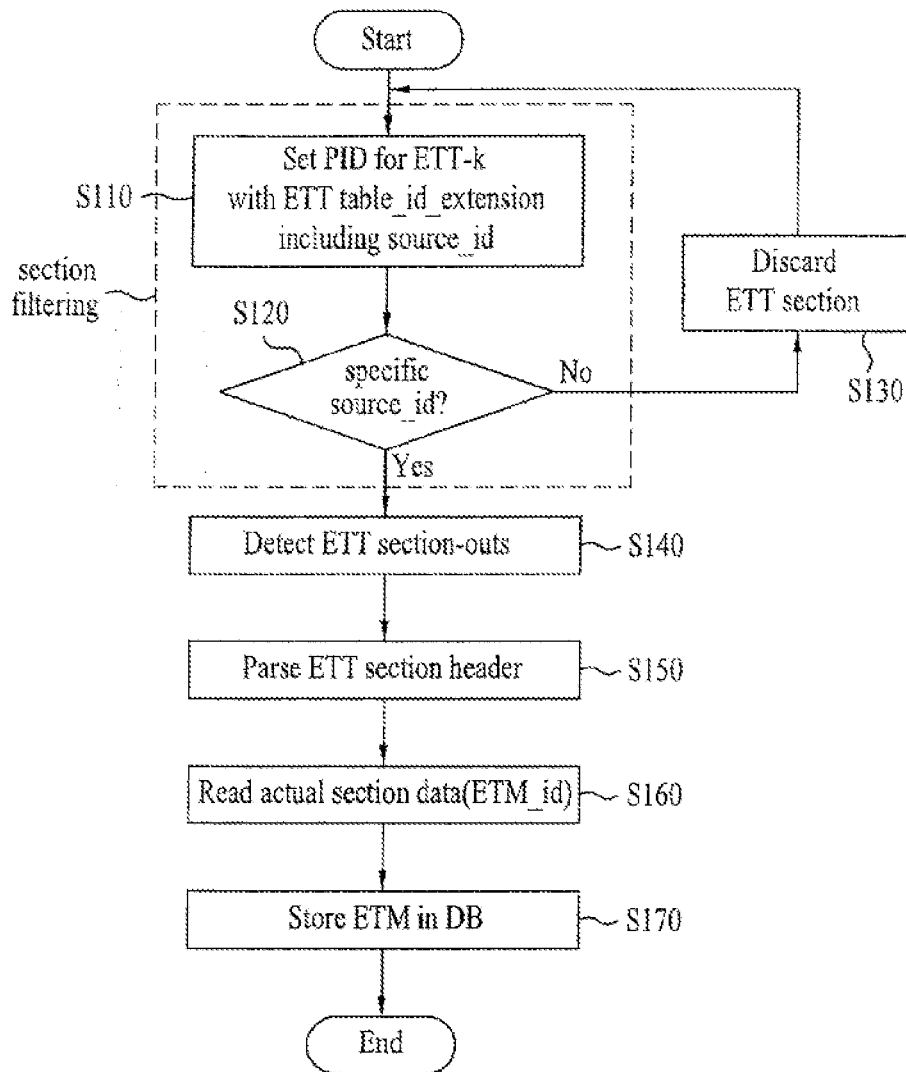 Start
Set PID for ETT-k
with ETT table_id_extension
including source_id
S110
section
filtering
S120
specific
source_id?
No
Yes
Discard
ETT section
S130
Detect ETT section-outs
S140
Parse ETT section header
S150
Read actual section data(ETM_id)
S160
Store ETM in DB
S170
End